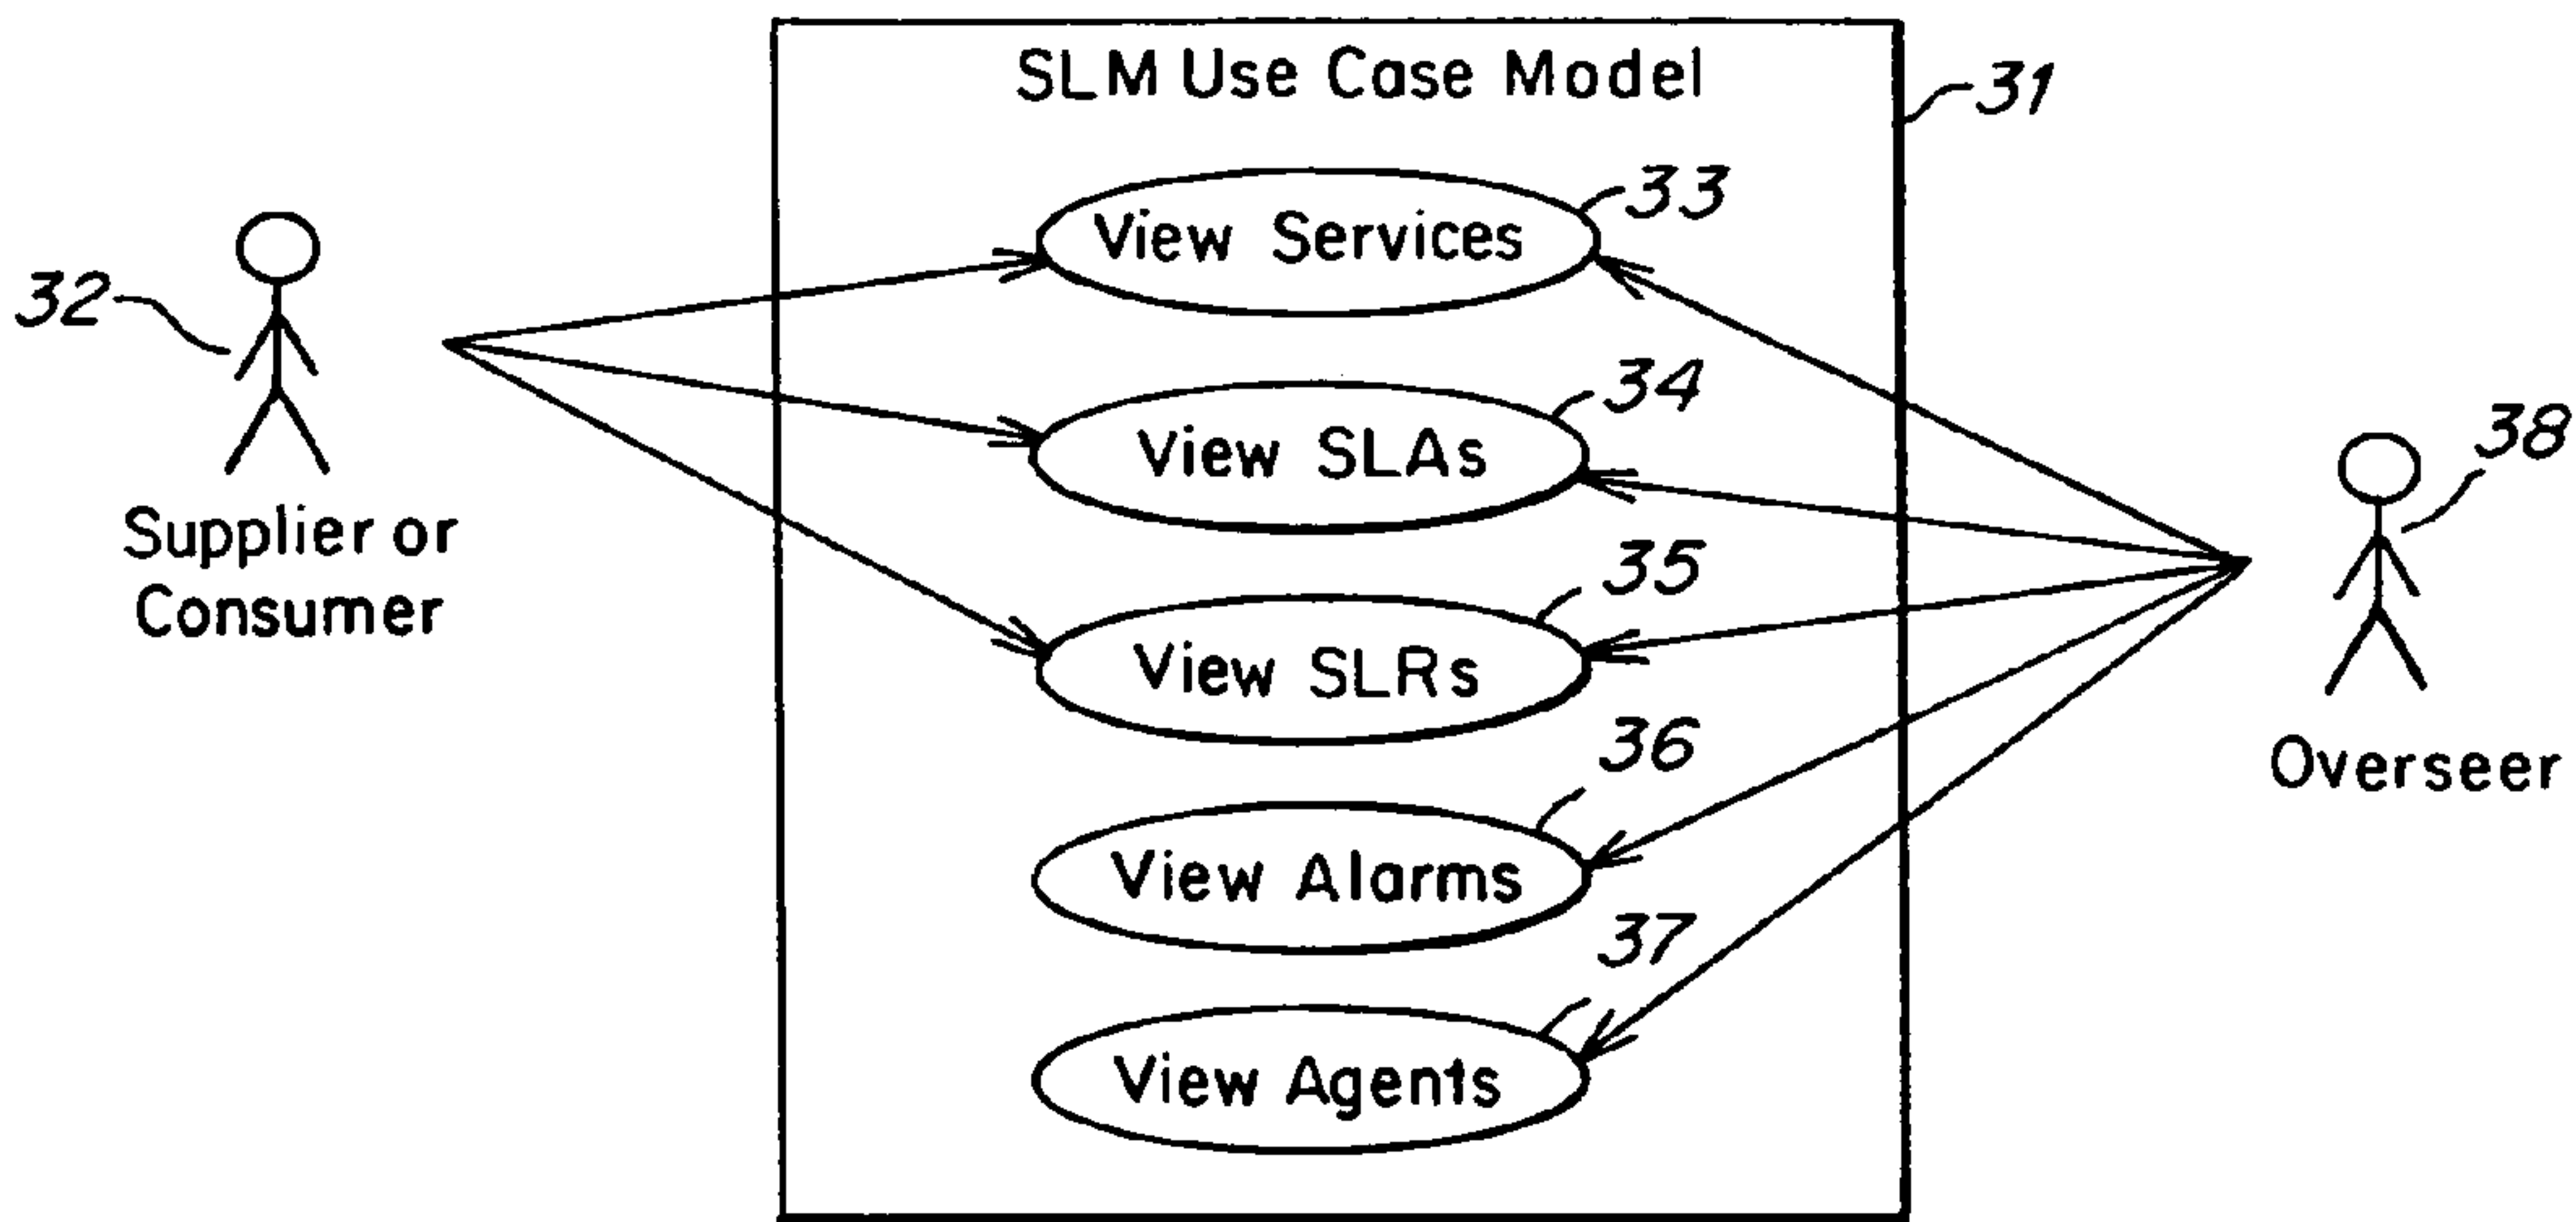 SLM Use Case Model
31
View Services
33
32
View SLAs
34
38
Supplier or
Consumer
View SLRs
35
Overseer
View Alarms
36
View Agents
37